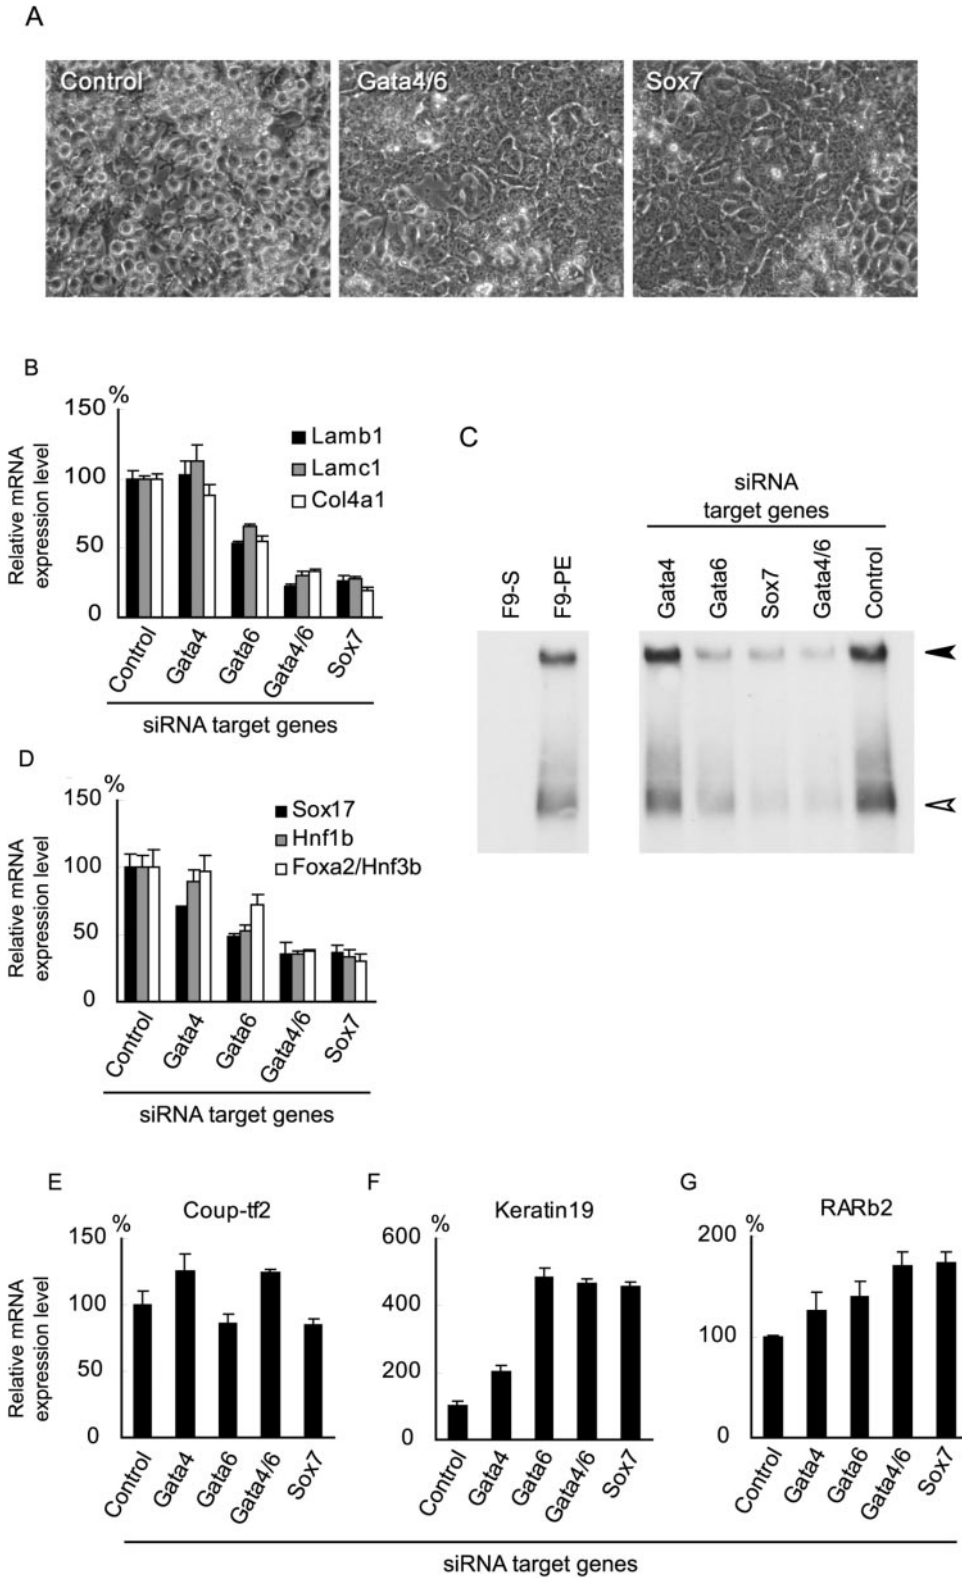 A
Control
Gata4/6
Sox7
B
%
150
100
50
0
Relative mRNA
expression level
Lamb1
Lamc1
Col4a1
Control
Gata4
Gata6
Gata4/6
Sox7
siRNA target genes
C
siRNA
target genes
F9-S
F9-PE
Gata4
Gata6
Sox7
Gata4/6
Control
D
%
150
100
50
0
Relative mRNA
expression level
Sox17
Hnf1b
Foxa2/Hnf3b
Control
Gata4
Gata6
Gata4/6
Sox7
siRNA target genes
E
Coup-tf2
%
150
100
50
0
Relative mRNA
expression level
Control
Gata4
Gata6
Gata4/6
Sox7
F
Keratin19
%
600
400
200
0
Control
Gata4
Gata6
Gata4/6
Sox7
G
RARb2
%
200
100
0
Control
Gata4
Gata6
Gata4/6
Sox7
siRNA target genes